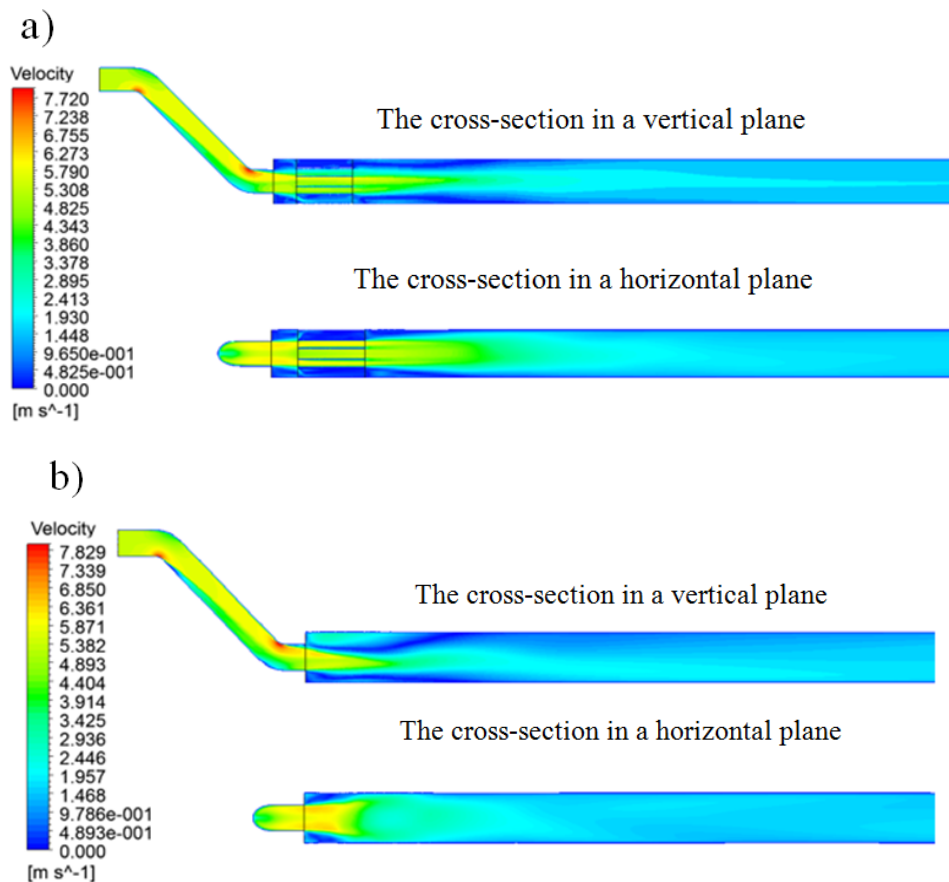 a)
Velocity
7.720
7.238
6.755
6.273
5.790
5.308
4.825
4.343
3.860
3.378
2.895
2.413
1.930
1.448
9.650e-001
4.825e-001
0.000
[m s^-1]
The cross-section in a vertical plane
The cross-section in a horizontal plane
b)
Velocity
7.829
7.339
6.850
6.361
5.871
5.382
4.893
4.404
3.914
3.425
2.936
2.446
1.957
1.468
9.786e-001
4.893e-001
0.000
[m s^-1]
The cross-section in a vertical plane
The cross-section in a horizontal plane